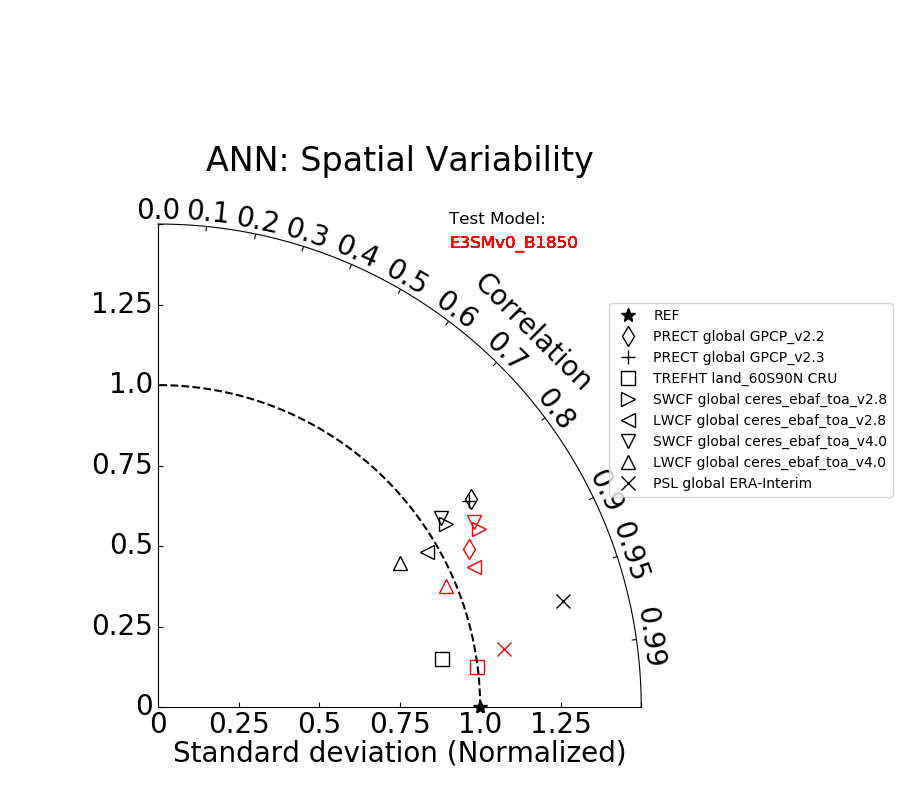 ANN: Spatial Variability
Test Model:
E3SMv0_B1850
0.0 0.1 0.2 0.3 0.4 0.5 0.6 0.7 0.8 0.9 0.95 0.99
Correlation
REF
PRECT global GPCP_v2.2
PRECT global GPCP_v2.3
TREFHT land_60S90N CRU
SWCF global ceres_ebaf_toa_v2.8
LWCF global ceres_ebaf_toa_v2.8
SWCF global ceres_ebaf_toa_v4.0
LWCF global ceres_ebaf_toa_v4.0
PSL global ERA-Interim
1.25
1.0
0.75
0.5
0.25
0
0 0.25 0.5 0.75 1.0 1.25
Standard deviation (Normalized)